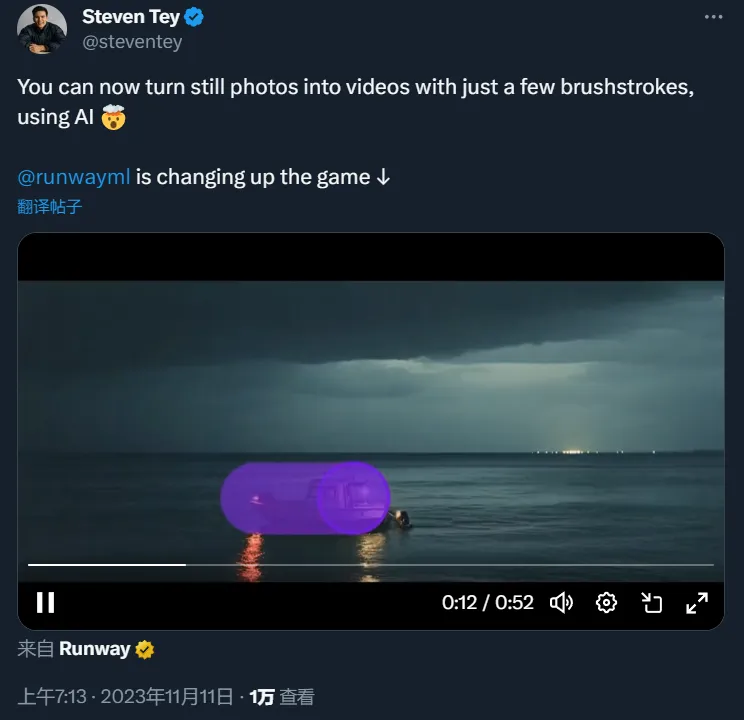 Steven Tey
@steventey
You can now turn still photos into videos with just a few brushstrokes,
using AI 🤯
@runwayml is changing up the game ↓
翻译帖子
0:12 / 0:52
来自 Runway
上午7:13 · 2023年11月11日 · 1万 查看